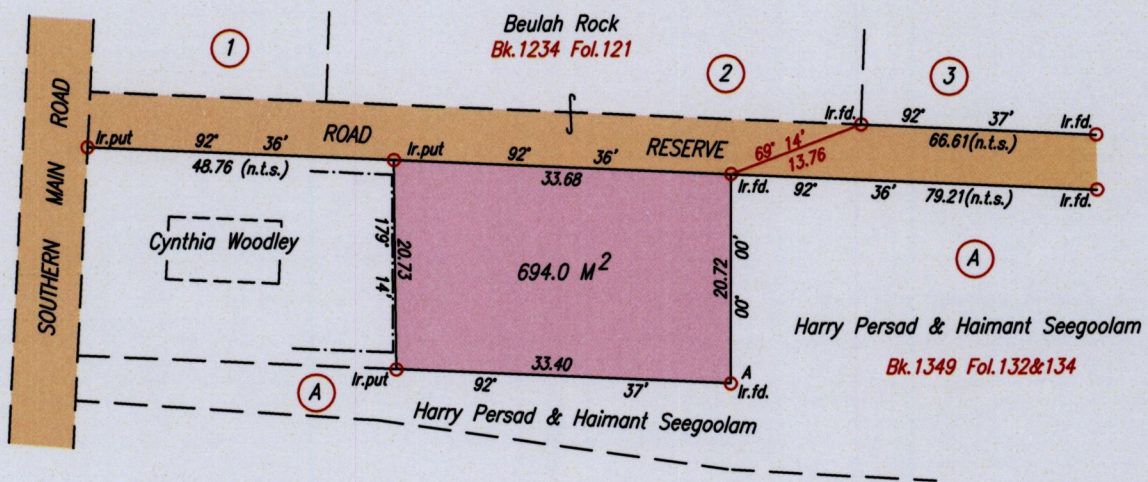 Beulah Rock
Bk.1234 Fol.121
1
2
3
SOUTHERN MAIN ROAD
Ir.put 92° 36' ROAD
48.76 (n.t.s.)
Ir.put 92° 36' RESERVE
33.68
Ir.fd. 92° 37' Ir.fd.
66.61(n.t.s.)
69° 14'
13.76
Ir.fd. 92° 36' 79.21(n.t.s.) Ir.fd.
Cynthia Woodley
179° 14'
20.73
694.0 M²
20.72
00' 00°
A
Harry Persad & Haimant Seegoolam
Bk.1349 Fol.132&134
33.40
Ir.put 92° 37' Ir.fd.
A
A
Harry Persad & Haimant Seegoolam